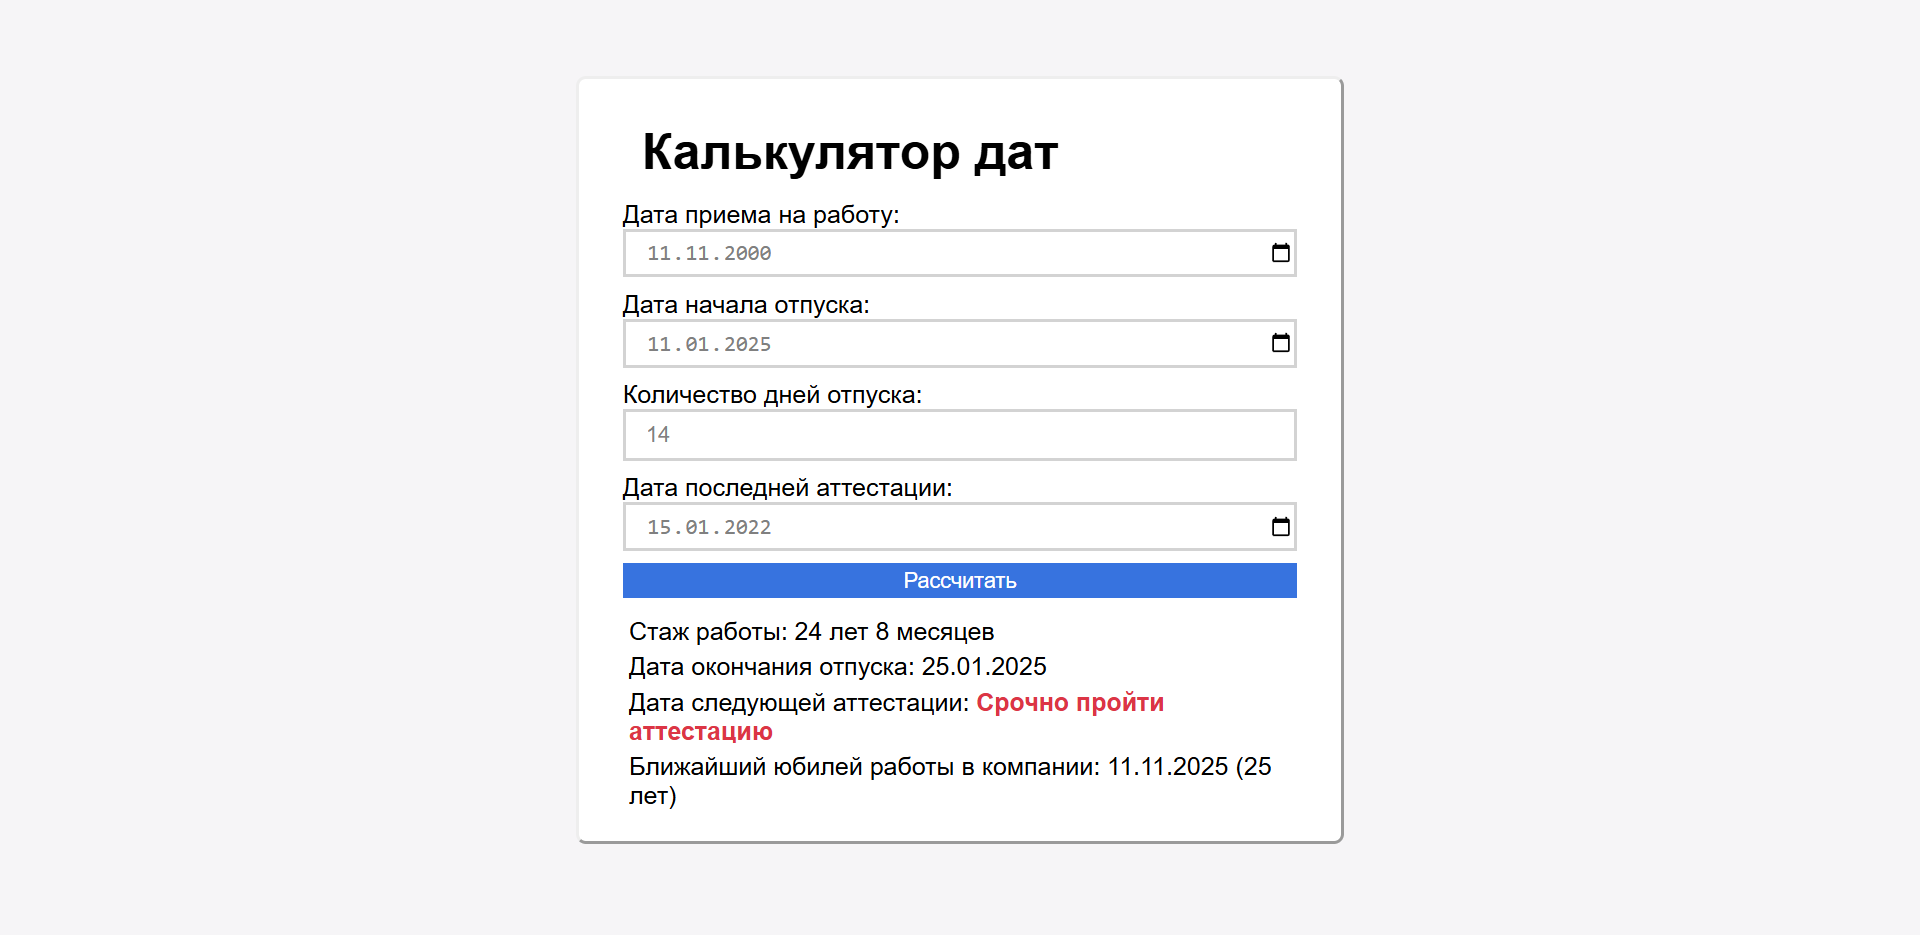 Калькулятор дат
Дата приема на работу:
11.11.2000
Дата начала отпуска:
11.01.2025
Количество дней отпуска:
14
Дата последней аттестации:
15.01.2022
Рассчитать
Стаж работы: 24 лет 8 месяцев
Дата окончания отпуска: 25.01.2025
Дата следующей аттестации: Срочно пройти
аттестацию
Ближайший юбилей работы в компании: 11.11.2025 (25
лет)